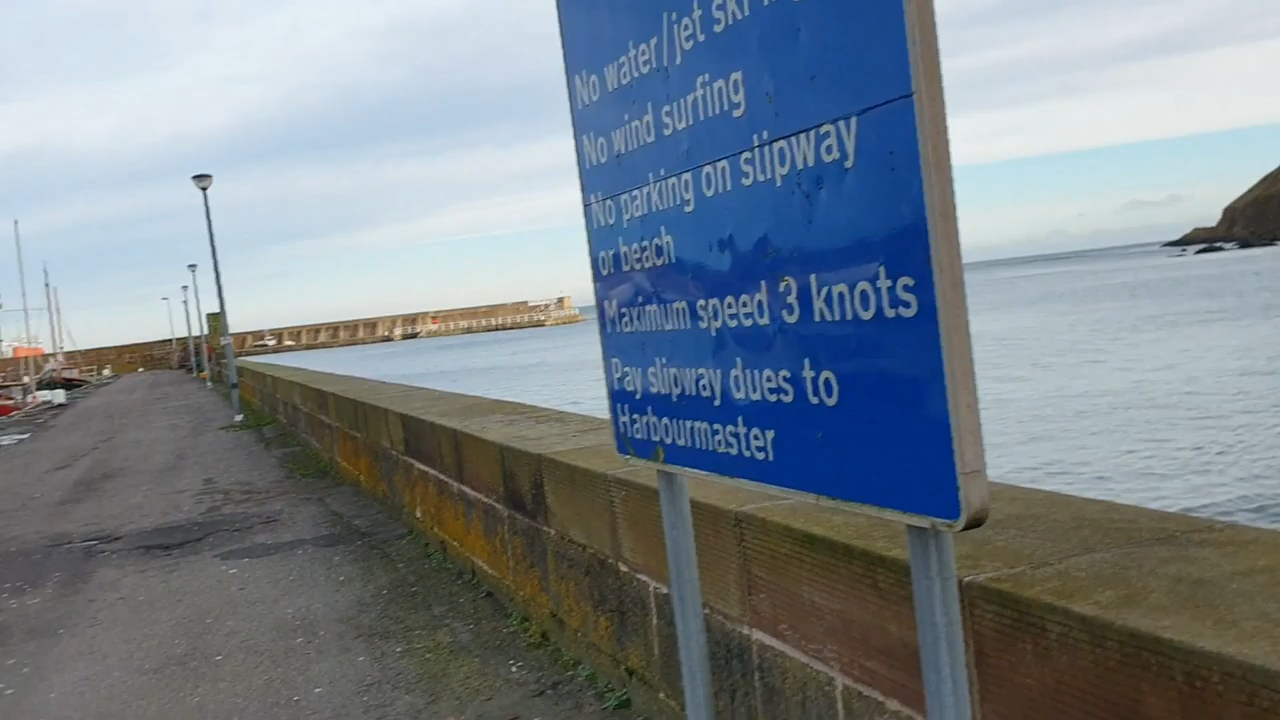 No water/jet ski
No wind surfing
No parking on slipway
or beach
Maximum speed 3 knots
Pay slipway dues to
Harbourmaster